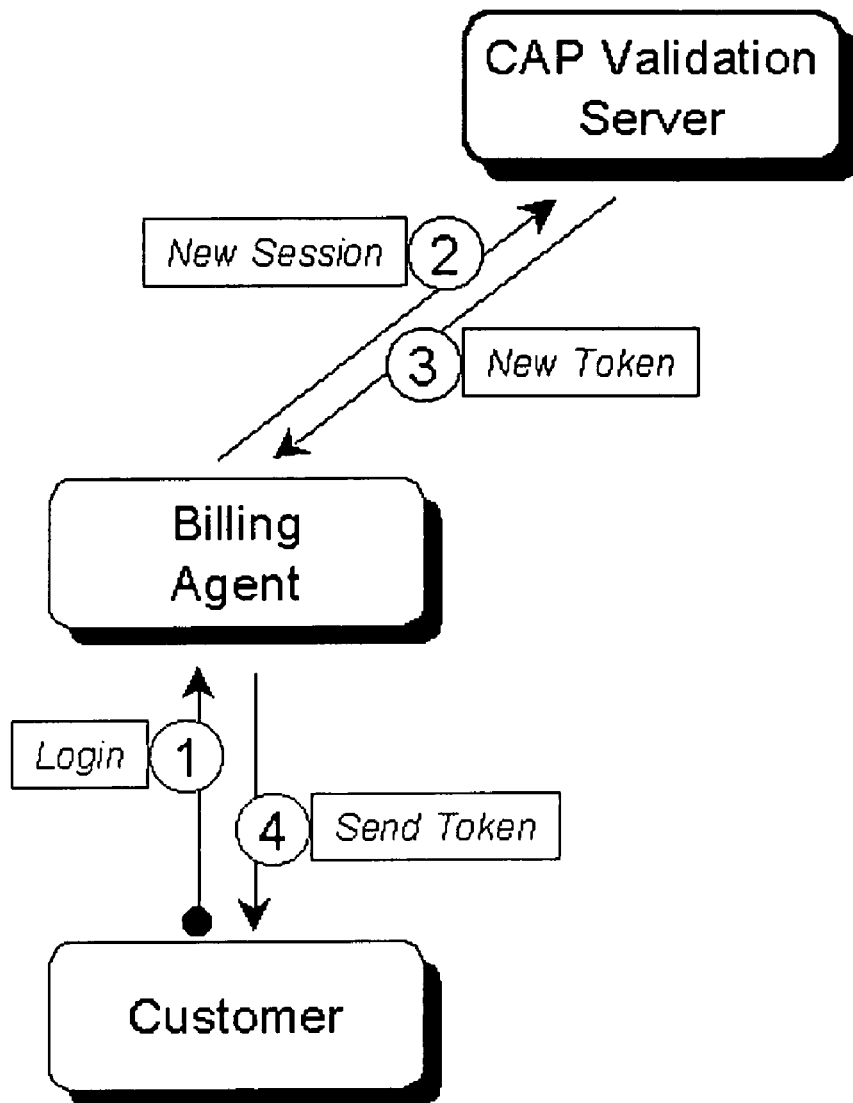 CAP Validation
Server
New Session
2
3
New Token
Billing
Agent
Login
1
4
Send Token
Customer